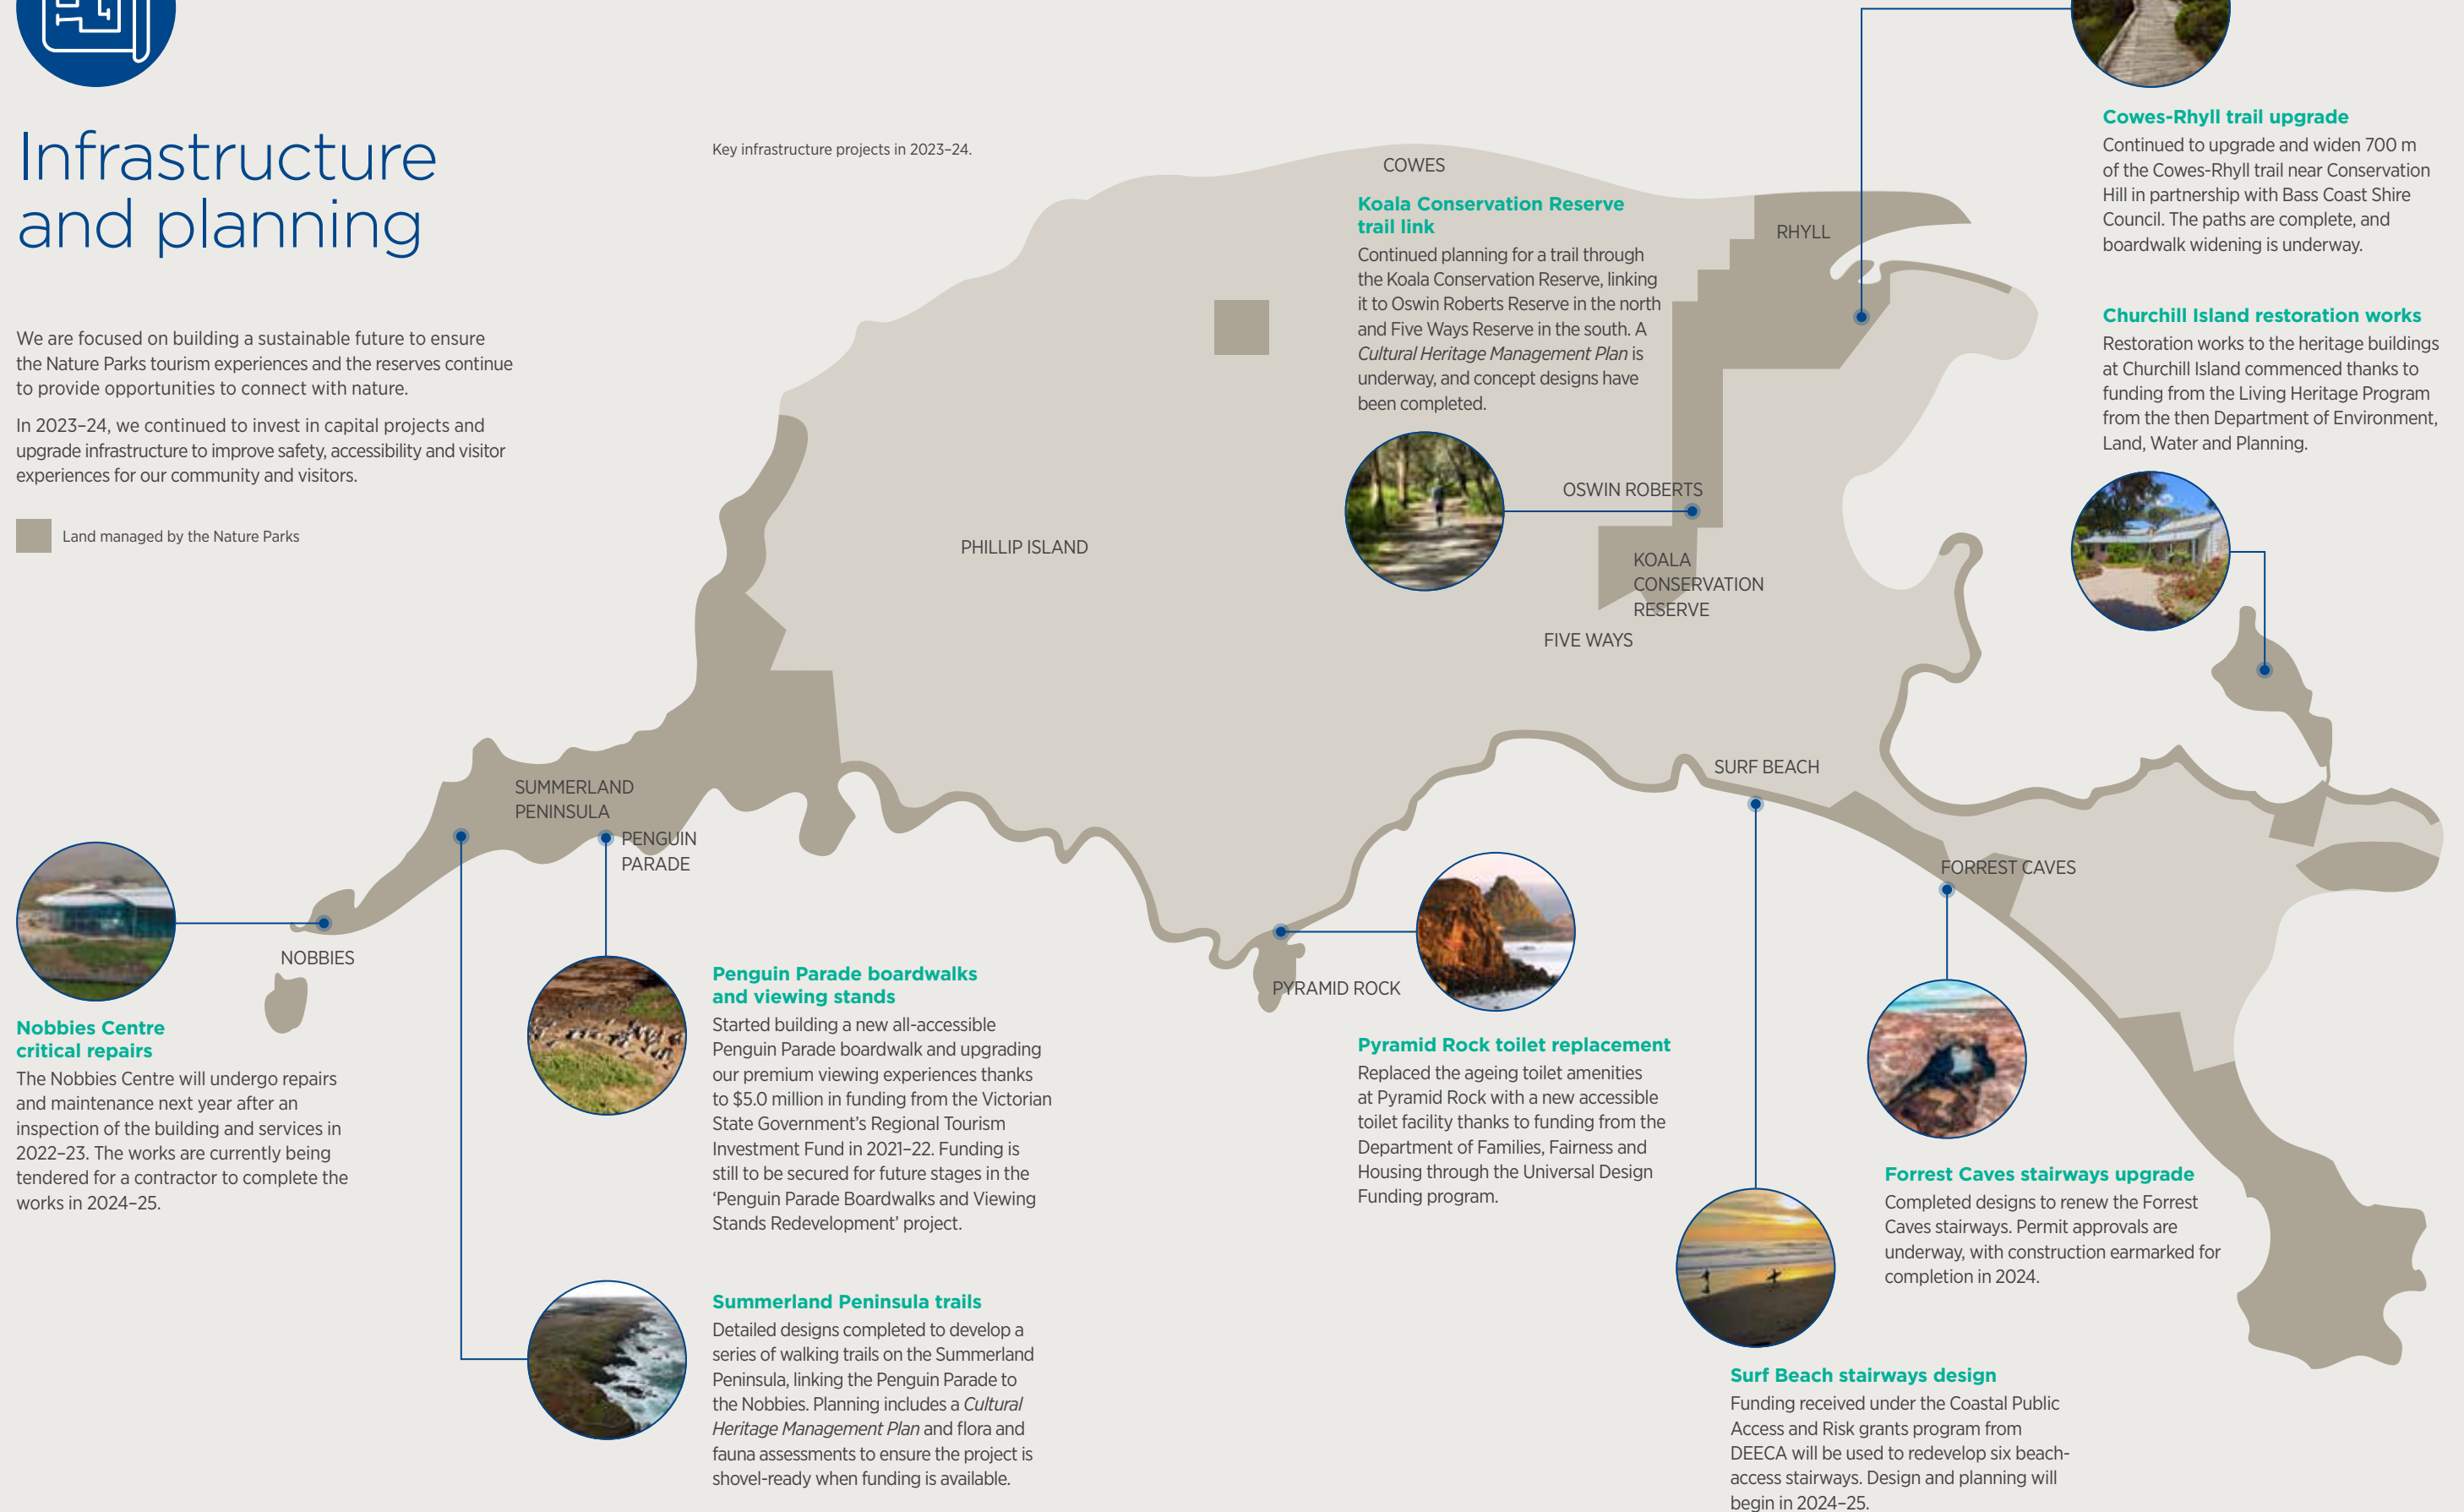 Infrastructure
and planning
We are focused on building a sustainable future to ensure
the Nature Parks tourism experiences and the reserves continue
to provide opportunities to connect with nature.
In 2023–24, we continued to invest in capital projects and
upgrade infrastructure to improve safety, accessibility and visitor
experiences for our community and visitors.
Land managed by the Nature Parks
Key infrastructure projects in 2023–24.
COWES
Koala Conservation Reserve
trail link
Continued planning for a trail through
the Koala Conservation Reserve, linking
it to Oswin Roberts Reserve in the north
and Five Ways Reserve in the south. A
Cultural Heritage Management Plan is
underway, and concept designs have
been completed.
RHYLL
Cowes-Rhyll trail upgrade
Continued to upgrade and widen 700 m
of the Cowes-Rhyll trail near Conservation
Hill in partnership with Bass Coast Shire
Council. The paths are complete, and
boardwalk widening is underway.
Churchill Island restoration works
Restoration works to the heritage buildings
at Churchill Island commenced thanks to
funding from the Living Heritage Program
from the then Department of Environment,
Land, Water and Planning.
OSWIN ROBERTS
PHILLIP ISLAND
KOALA
CONSERVATION
RESERVE
FIVE WAYS
SURF BEACH
SUMMERLAND
PENINSULA
PENGUIN
PARADE
FORREST CAVES
NOBBIES
PYRAMID ROCK
Nobbies Centre
critical repairs
The Nobbies Centre will undergo repairs
and maintenance next year after an
inspection of the building and services in
2022–23. The works are currently being
tendered for a contractor to complete the
works in 2024–25.
Penguin Parade boardwalks
and viewing stands
Started building a new all-accessible
Penguin Parade boardwalk and upgrading
our premium viewing experiences thanks
to $5.0 million in funding from the Victorian
State Government’s Regional Tourism
Investment Fund in 2021–22. Funding is
still to be secured for future stages in the
‘Penguin Parade Boardwalks and Viewing
Stands Redevelopment’ project.
Summerland Peninsula trails
Detailed designs completed to develop a
series of walking trails on the Summerland
Peninsula, linking the Penguin Parade to
the Nobbies. Planning includes a Cultural
Heritage Management Plan and flora and
fauna assessments to ensure the project is
shovel-ready when funding is available.
Pyramid Rock toilet replacement
Replaced the ageing toilet amenities
at Pyramid Rock with a new accessible
toilet facility thanks to funding from the
Department of Families, Fairness and
Housing through the Universal Design
Funding program.
Forrest Caves stairways upgrade
Completed designs to renew the Forrest
Caves stairways. Permit approvals are
underway, with construction earmarked for
completion in 2024.
Surf Beach stairways design
Funding received under the Coastal Public
Access and Risk grants program from
DEECA will be used to redevelop six beach-
access stairways. Design and planning will
begin in 2024–25.